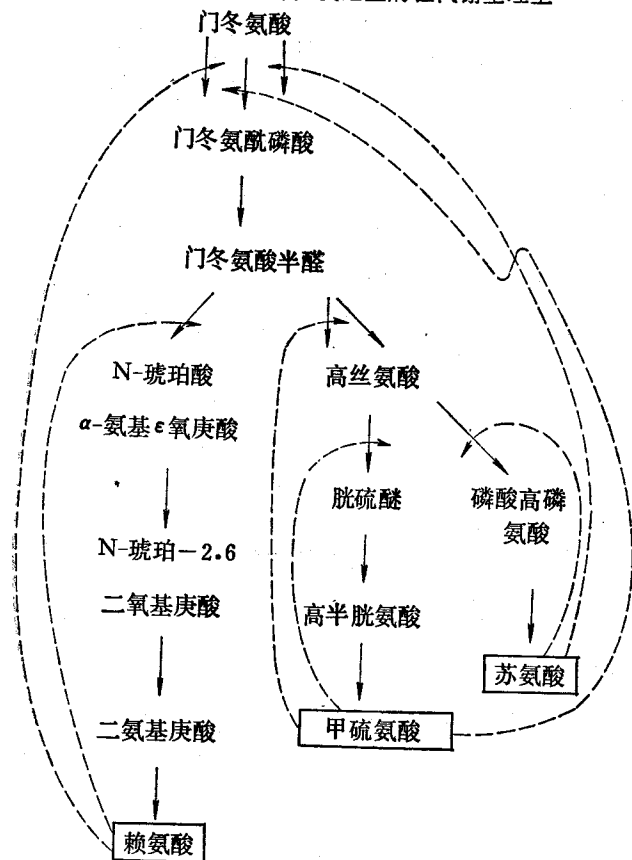 门冬氨酸
门冬氨酰磷酸
门冬氨酸半醛
N-琥珀酸
α-氨基ε氧庚酸
N-琥珀-2.6
二氧基庚酸
二氨基庚酸
赖氨酸
高丝氨酸
胱硫醚
高半胱氨酸
甲硫氨酸
磷酸高磷
氨酸
苏氨酸